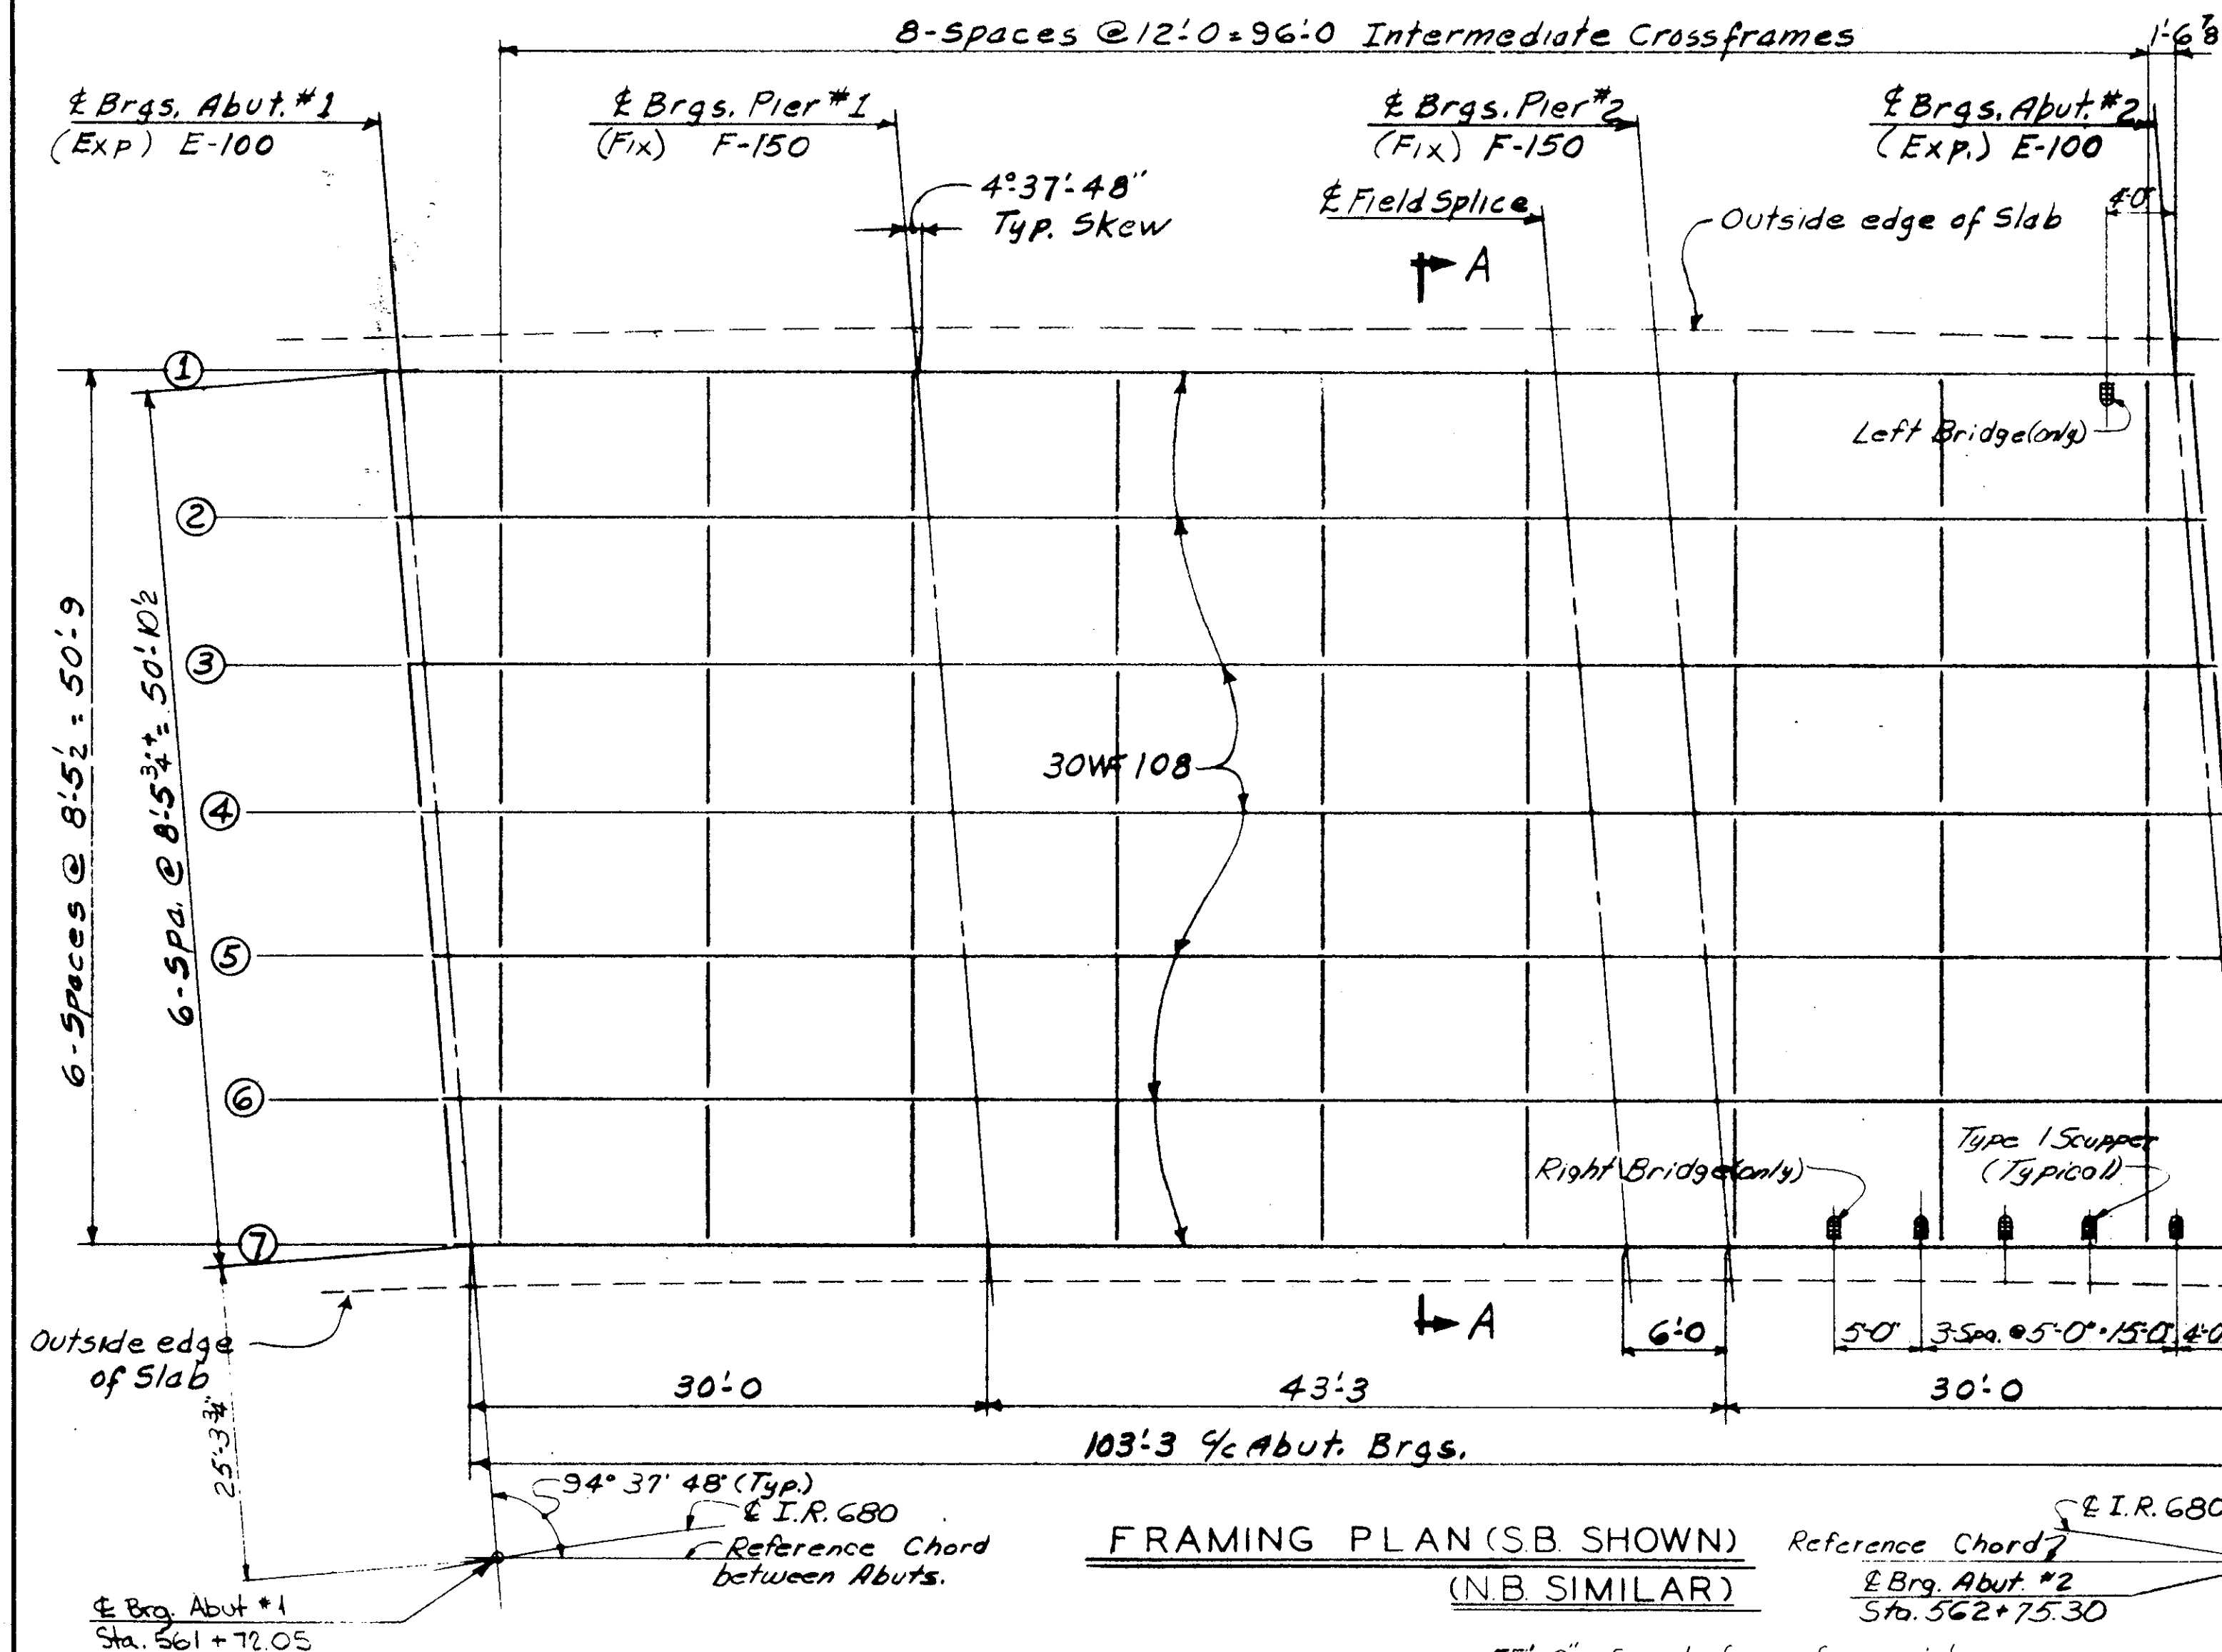 8-Spaces @ 12'-0 = 96'-0 Intermediate Crossframes
1'-6 7/8
℄ Brgs. Abut. #1
(Exp) E-100
℄ Brgs. Pier #1
(Fix) F-150
℄ Brgs. Pier #2
(Fix) F-150
℄ Brgs. Abut. #2
(Exp.) E-100
4°-37'-48"
Typ. Skew
℄ Field Splice
Outside edge of Slab
4'-0"
A
1
Left Bridge (only)
2
3
6-Spaces @ 8'-5½ = 50'-9
6-Spa. @ 8'-5¾"+ = 50'-10½
30WF108
4
5
6
7
Type 1 Scupper
(Typical)
Right Bridge (only)
Outside edge
of Slab
A
6'-0
5'-0"
3-Spa. @ 5'-0" = 15'-0"
4'-0
25'-3¾"
30'-0
43'-3
30'-0
103'-3 c/c Abut. Brgs.
94° 37' 48" (Typ.)
℄ I.R. 680
Reference Chord
between Abuts.
℄ Brg. Abut #1
Sta. 561 + 72.05
FRAMING PLAN (S.B. SHOWN)
(N.B. SIMILAR)
℄ I.R. 680
Reference Chord
℄ Brg. Abut. #2
Sta. 562+75.30